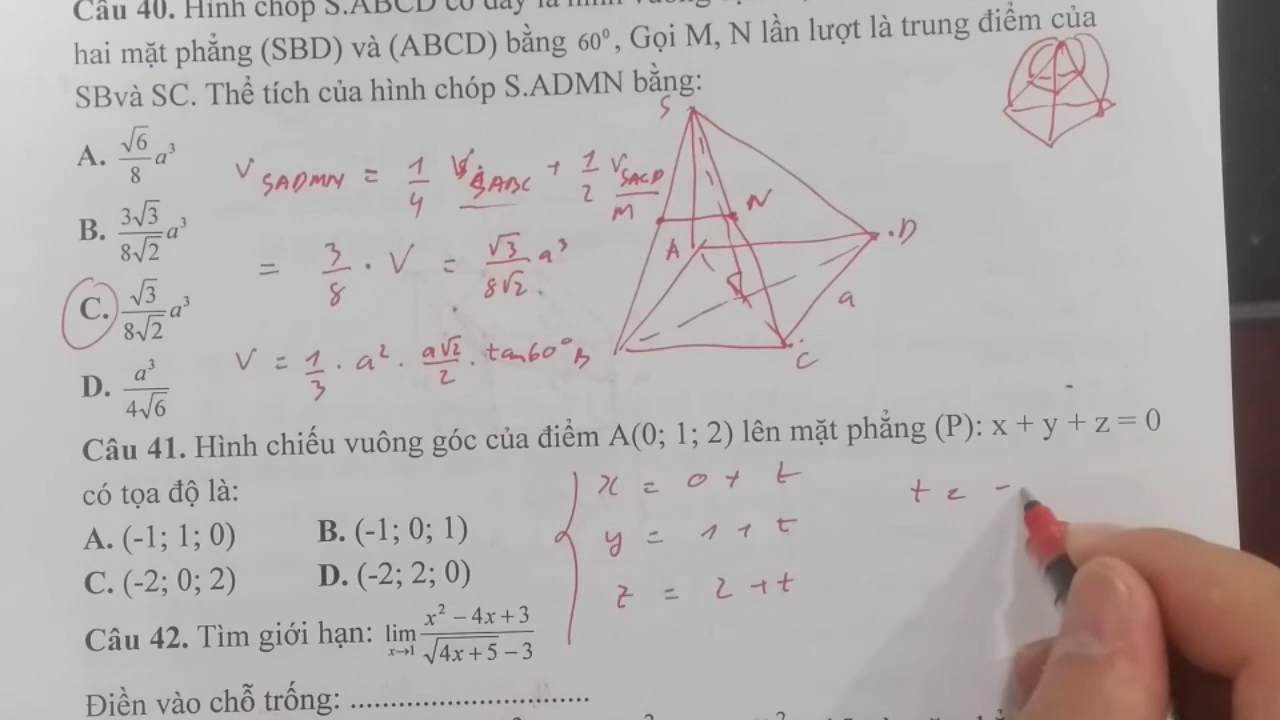 Câu 40. Hình chóp S.ABCD có đáy là hình vuông
hai mặt phẳng (SBD) và (ABCD) bằng 60⁰, Gọi M, N lần lượt là trung điểm của
SBvà SC. Thể tích của hình chóp S.ADMN bằng:
A. √6/8 a³
B. 3√3/8√2 a³
C. √3/8√2 a³
D. a³/4√6
V SADMN = 1/4 V SABC + 1/2 V SACD
= 3/8 . V = √3/8√2 a³
V = 1/3 . a² . a√2/2 . tan60°
S
M
N
A
D
a
B
C
Câu 41. Hình chiếu vuông góc của điểm A(0; 1; 2) lên mặt phẳng (P): x + y + z = 0
có tọa độ là:
A. (-1; 1; 0) B. (-1; 0; 1)
C. (-2; 0; 2) D. (-2; 2; 0)
x = 0 + t
y = 1 + t
z = 2 + t
t = -
Câu 42. Tìm giới hạn: lim x→1 (x² – 4x + 3)/(√(4x + 5) – 3)
Điền vào chỗ trống: ..............................